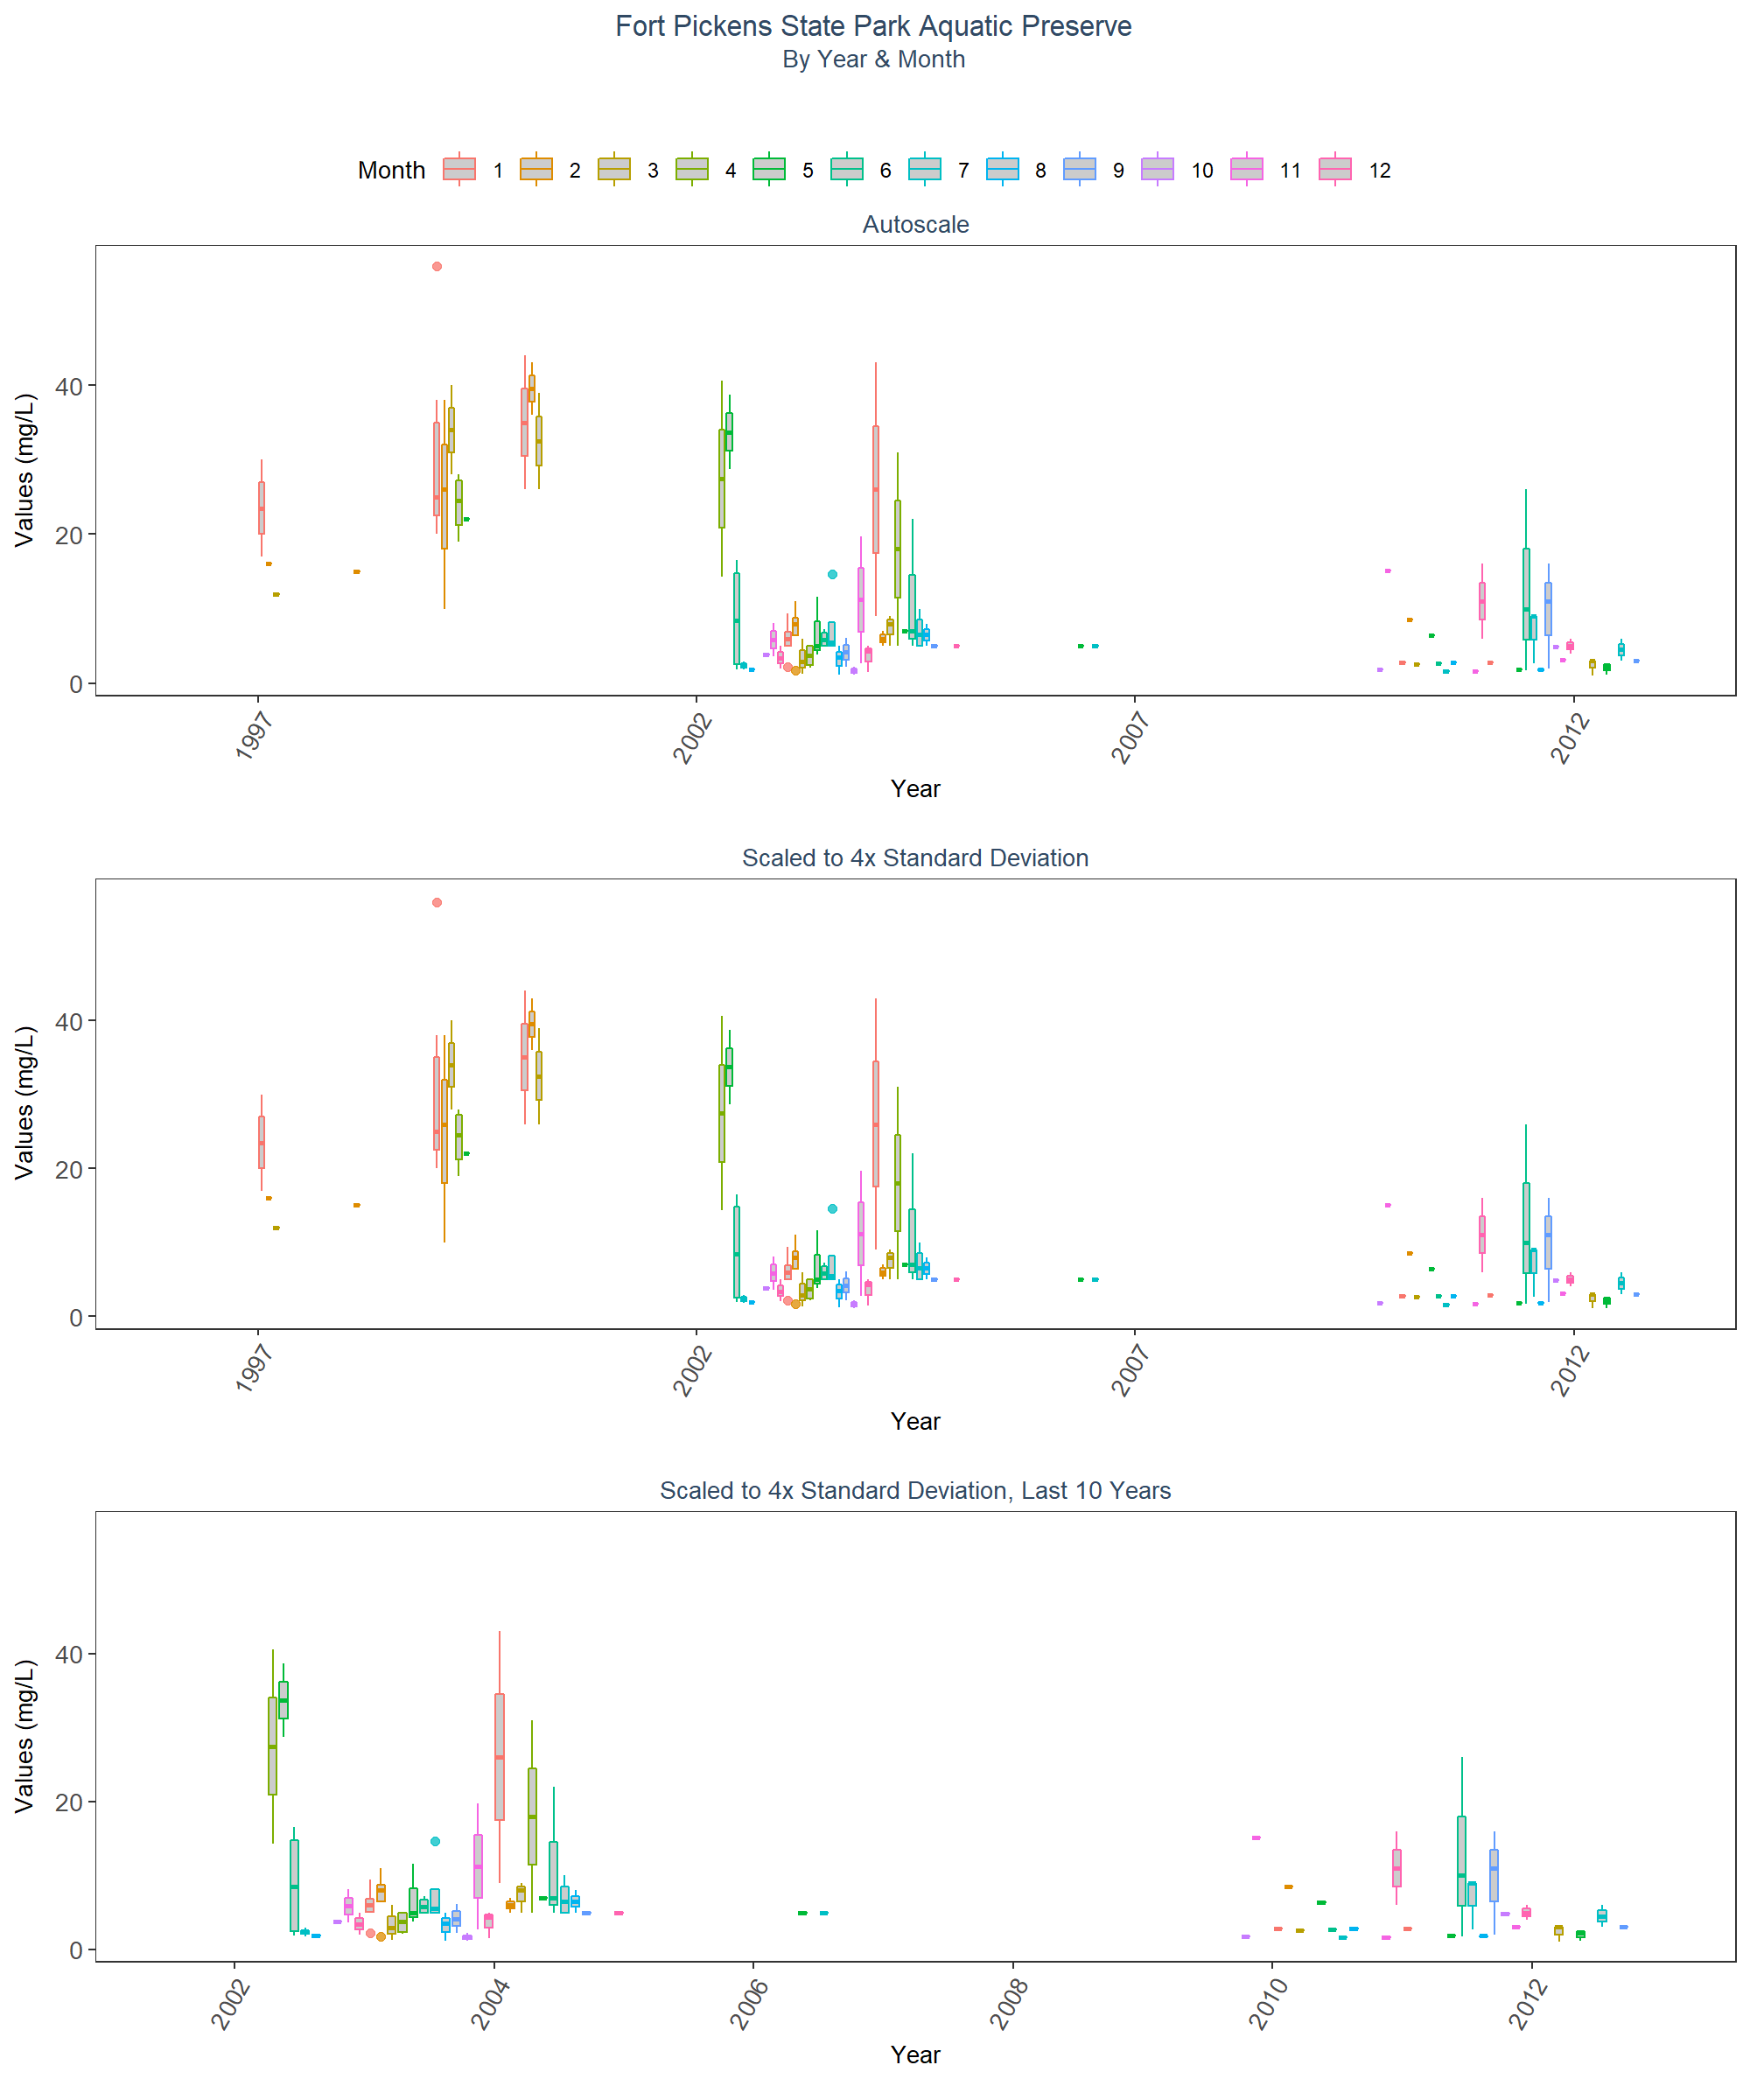 Fort Pickens State Park Aquatic Preserve
By Year & Month
Month 1 2 3 4 5 6 7 8 9 10 11 12
Autoscale
Values (mg/L)
40
20
0
1997 2002 2007 2012
Year
Scaled to 4x Standard Deviation
Values (mg/L)
40
20
0
1997 2002 2007 2012
Year
Scaled to 4x Standard Deviation, Last 10 Years
Values (mg/L)
40
20
0
2002 2004 2006 2008 2010 2012
Year